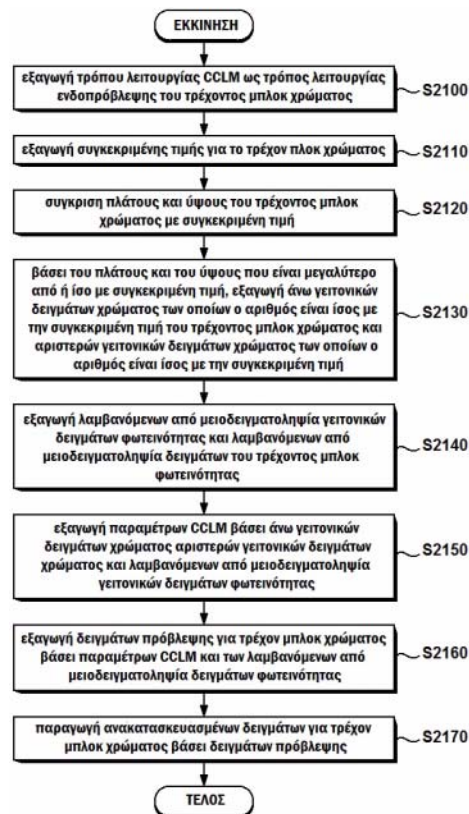 ΕΚΚΙΝΗΣΗ
εξαγωγή τρόπου λειτουργίας CCLM ως τρόπος λειτουργίας
ενδοπρόβλεψης του τρέχοντος μπλοκ χρώματος
S2100
εξαγωγή συγκεκριμένης τιμής για το τρέχον πλοκ χρώματος
S2110
συγκριση πλάτους και ύψους του τρέχοντος μπλοκ
χρώματος με συγκεκριμένη τιμή
S2120
βάσει του πλάτους και του ύψους που είναι μεγαλύτερο
από ή ίσο με συγκεκριμένη τιμή, εξαγωγή άνω γειτονικών
δειγμάτων χρώματος των οποίων ο αριθμός είναι ίσος με
την συγκεκριμένη τιμή του τρέχοντος μπλοκ χρώματος και
αριστερών γειτονικών δειγμάτων χρώματος των οποίων ο
αριθμός είναι ίσος με την συγκεκριμένη τιμή
S2130
εξαγωγή λαμβανόμενων από μειοδειγματοληψία γειτονικών
δειγμάτων φωτεινότητας και λαμβανόμενων από
μειοδειγματοληψία δειγμάτων του τρέχοντος μπλοκ
φωτεινότητας
S2140
εξαγωγή παραμέτρων CCLM βάσει άνω γειτονικών
δειγμάτων χρώματος αριστερών γειτονικών δειγμάτων
χρώματος και λαμβανόμενων από μειοδειγματοληψία
γειτονικών δειγμάτων φωτεινότητας
S2150
εξαγωγή δειγμάτων πρόβλεψης για τρέχον μπλοκ χρώματος
βάσει παραμέτρων CCLM και των λαμβανόμενων από
μειοδειγματοληψία δειγμάτων φωτεινότητας
S2160
παραγωγή ανακατασκευασμένων δειγμάτων για τρέχον
μπλοκ χρώματος βάσει δειγμάτων πρόβλεψης
S2170
ΤΕΛΟΣ